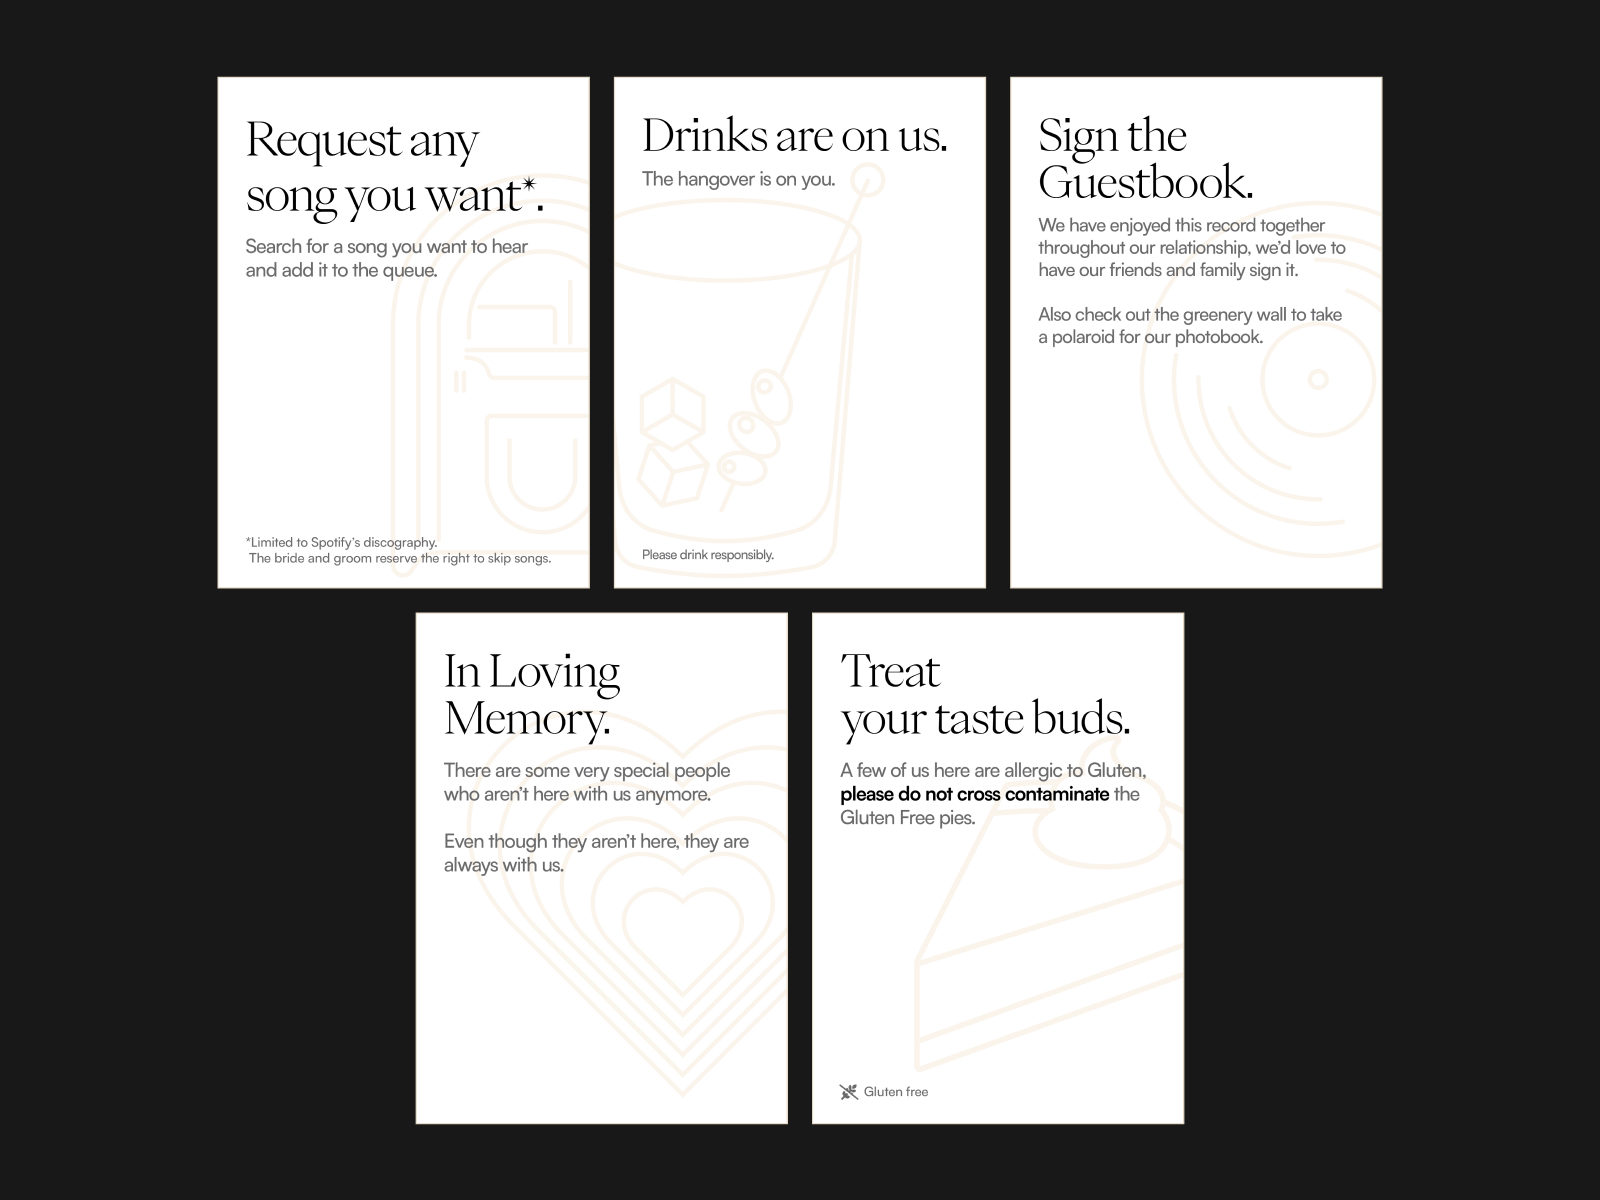 Request any
song you want*.
Search for a song you want to hear
and add it to the queue.
*Limited to Spotify's discography.
The bride and groom reserve the right to skip songs.
Drinks are on us.
The hangover is on you.
Please drink responsibly.
Sign the
Guestbook.
We have enjoyed this record together
throughout our relationship, we'd love to
have our friends and family sign it.
Also check out the greenery wall to take
a polaroid for our photobook.
In Loving
Memory.
There are some very special people
who aren't here with us anymore.
Even though they aren't here, they are
always with us.
Treat
your taste buds.
A few of us here are allergic to Gluten,
please do not cross contaminate the
Gluten Free pies.
Gluten free